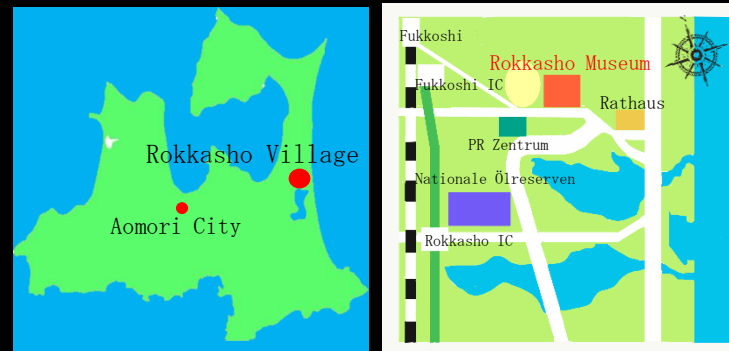 Rokkasho Village
Aomori City
Fukkoshi
Rokkasho Museum
Fukkoshi IC
Rathaus
PR Zentrum
Nationale Ölreserven
Rokkasho IC